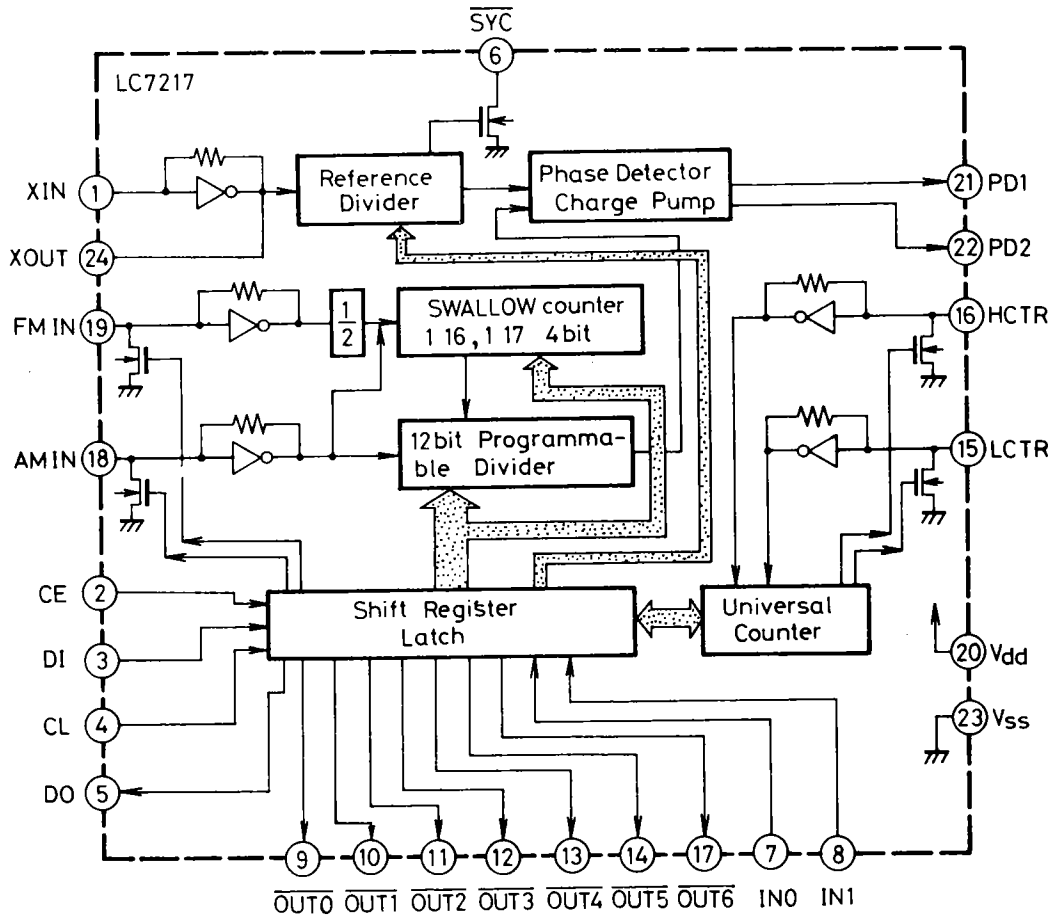 SYC
6
LC7217
XIN 1
Reference
Divider
Phase Detector
Charge Pump
21 PD1
XOUT 24
22 PD2
FM IN 19
1
2
SWALLOW counter
1 16, 1 17 4bit
16 HCTR
AMIN 18
12bit Programma-
ble Divider
15 LCTR
CE 2
Shift Register
Latch
Universal
Counter
DI 3
20 Vdd
CL 4
23 Vss
DO 5
9 10 11 12 13 14 17 7 8
OUT0 OUT1 OUT2 OUT3 OUT4 OUT5 OUT6 IN0 IN1